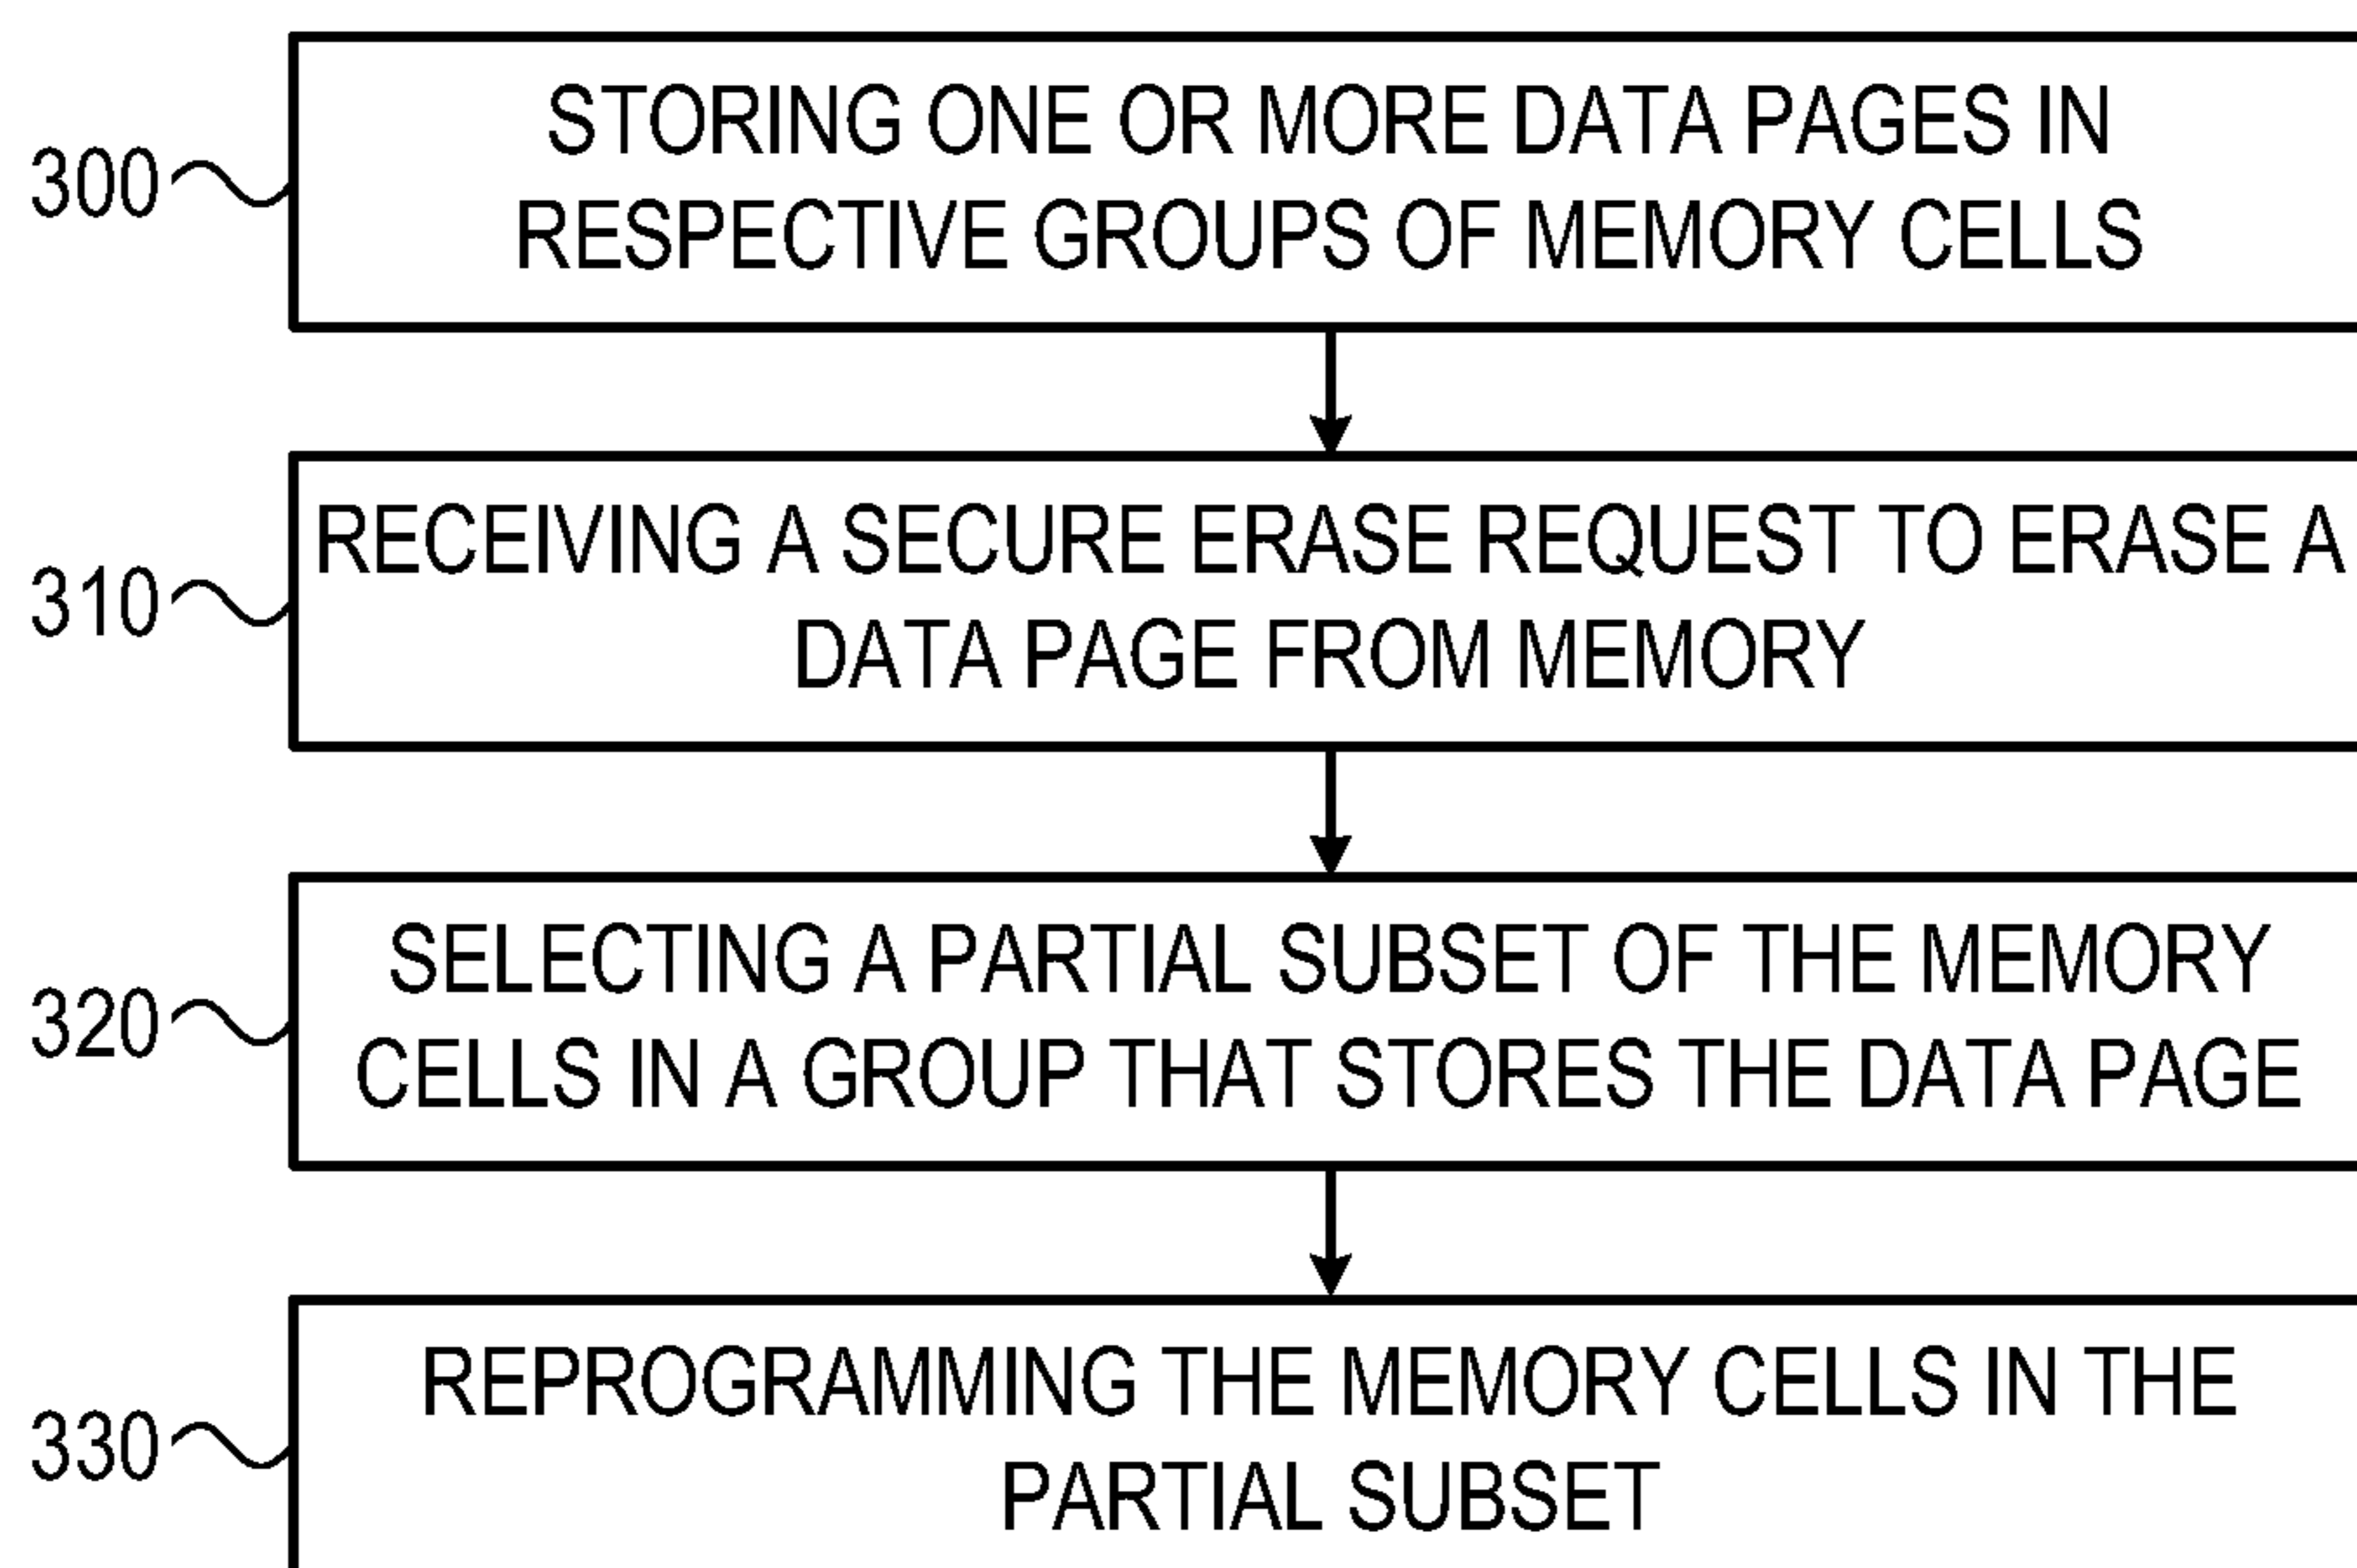 300
STORING ONE OR MORE DATA PAGES IN
RESPECTIVE GROUPS OF MEMORY CELLS
310
RECEIVING A SECURE ERASE REQUEST TO ERASE A
DATA PAGE FROM MEMORY
320
SELECTING A PARTIAL SUBSET OF THE MEMORY
CELLS IN A GROUP THAT STORES THE DATA PAGE
330
REPROGRAMMING THE MEMORY CELLS IN THE
PARTIAL SUBSET